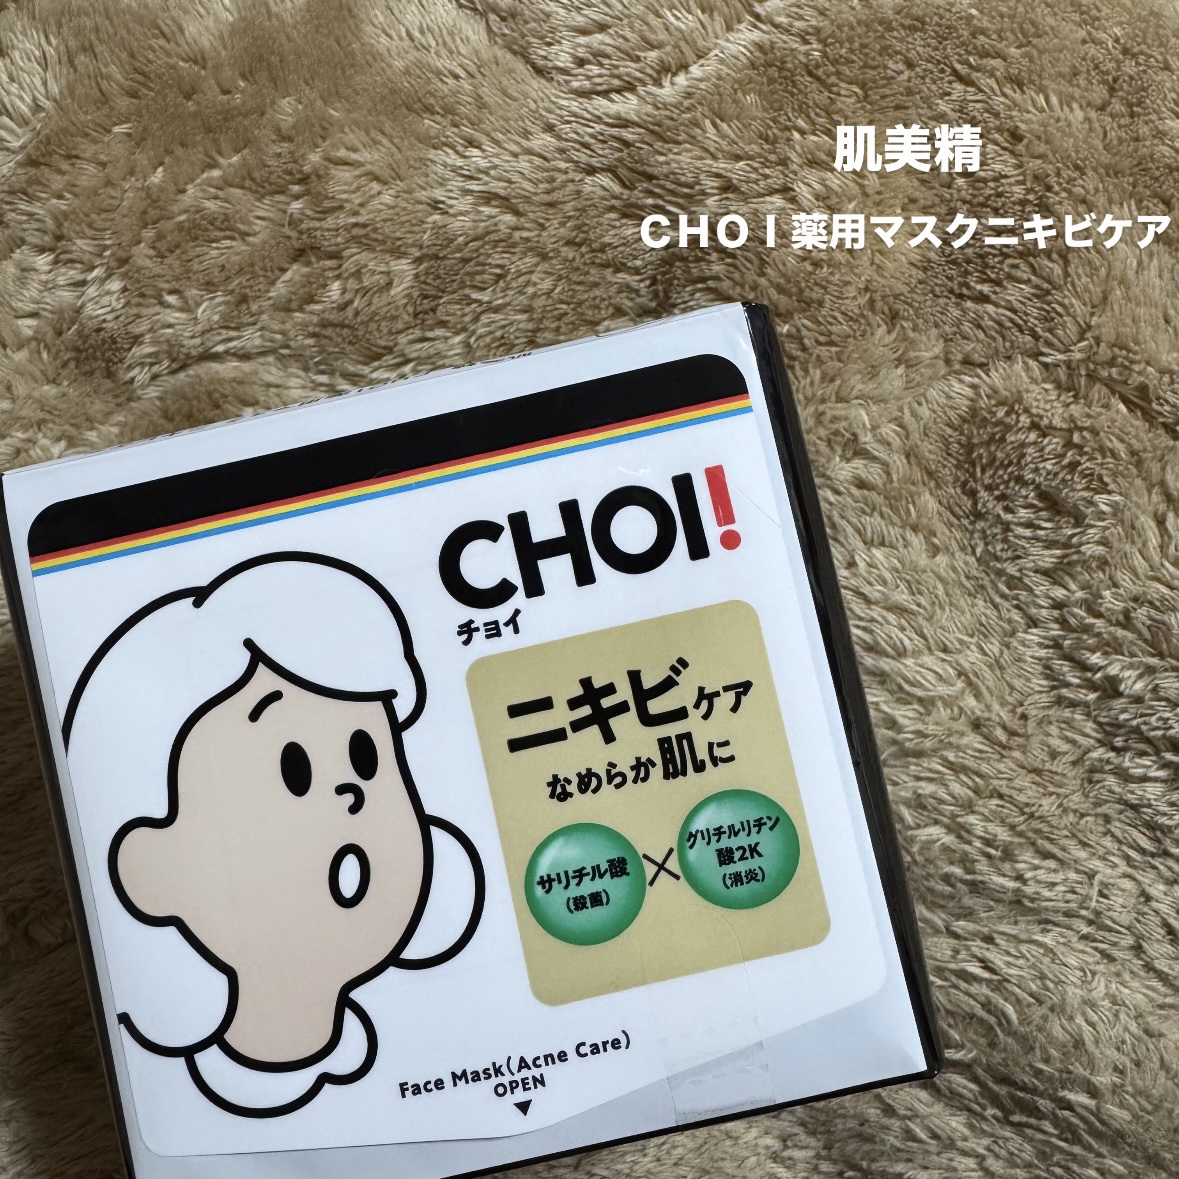 肌美精
CHOI薬用マスクニキビケア
CHOI!
チョイ
ニキビケア
なめらか肌に
サリチル酸
(殺菌)
×
グリチルリチン
酸2K
(消炎)
Face Mask(Acne Care)
OPEN